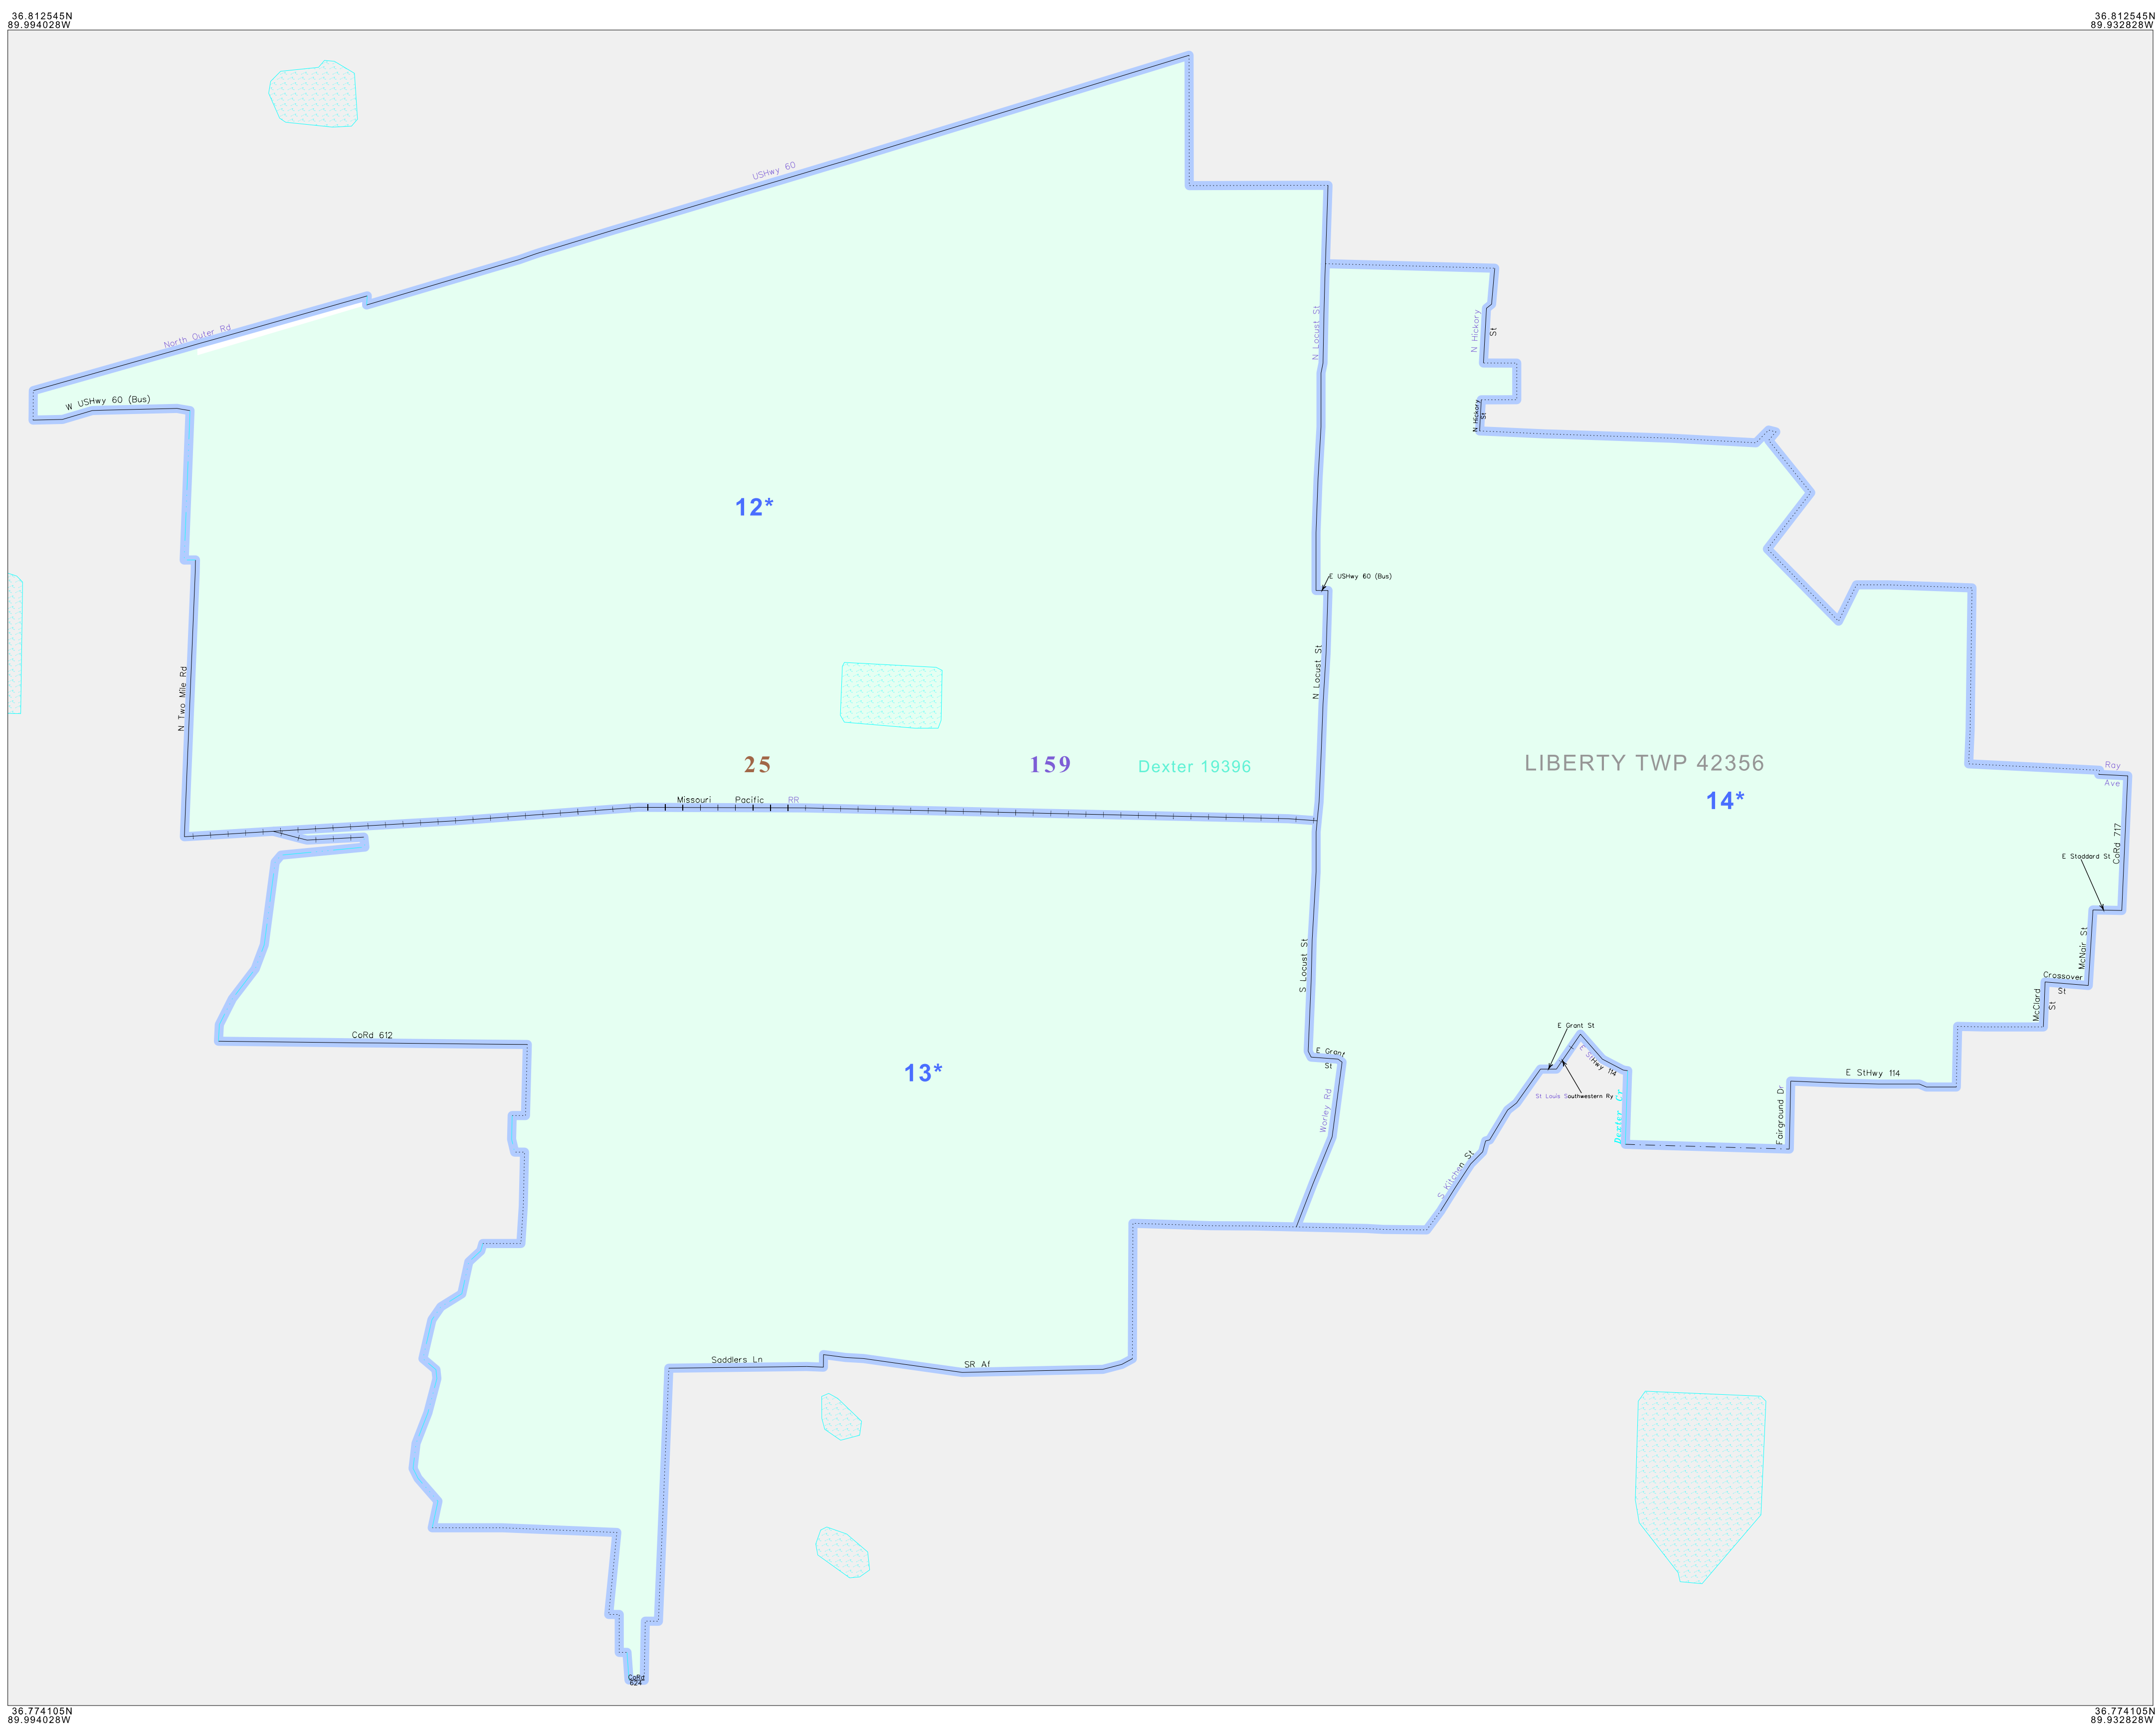 36.812545N
89.994028W
36.812545N
89.932828W
USHwy 60
North Outer Rd
N Locust St
N Hickory
St
W USHwy 60 (Bus)
N Hickory
St
12*
E USHwy 60 (Bus)
N Two Mile Rd
N Locust St
25
159
Dexter 19396
LIBERTY TWP 42356
Ray
Ave
14*
Missouri Pacific RR
CoRd 717
E Stoddard St
S Locust St
McNair St
Crossover
St
McClard
St
CoRd 612
E Grant St
E Grant
St
13*
E StHwy 114
E StHwy 114
St Louis Southwestern Ry
Worley Rd
Dexter Cr
Fairground Dr
S Kitchen St
Saddlers Ln
SR Af
CoRd
624
36.774105N
89.994028W
36.774105N
89.932828W